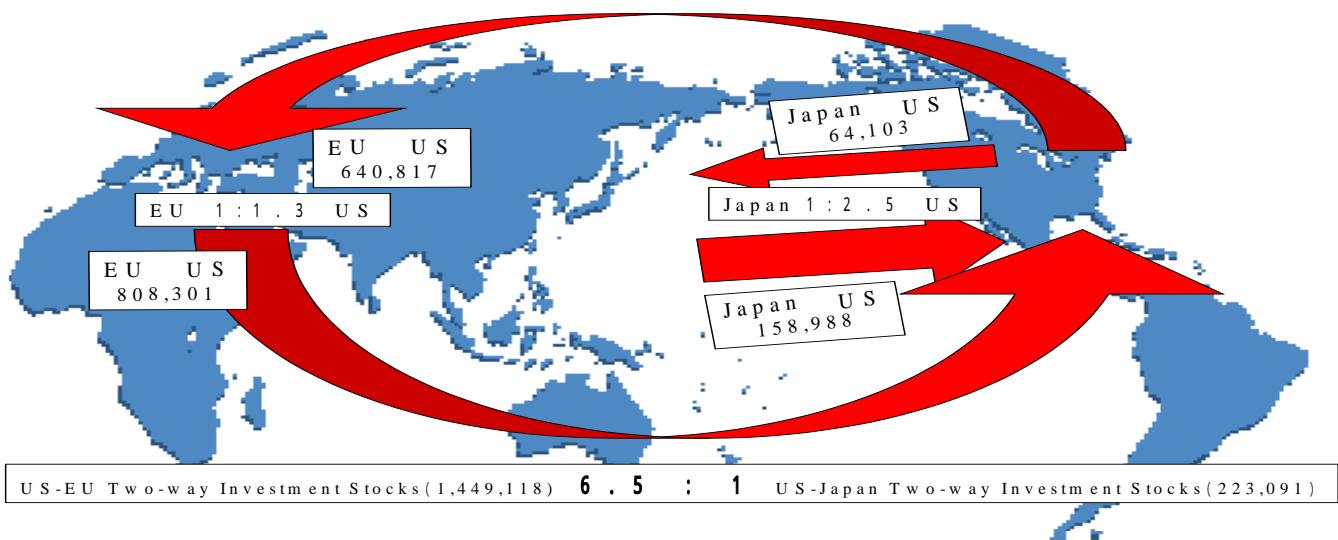 Japan US
64,103
EU US
640,817
EU 1:1.3 US
Japan 1:2.5 US
EU US
808,301
Japan US
158,988
US-EU Two-way Investment Stocks(1,449,118) 6.5 : 1 US-Japan Two-way Investment Stocks(223,091)